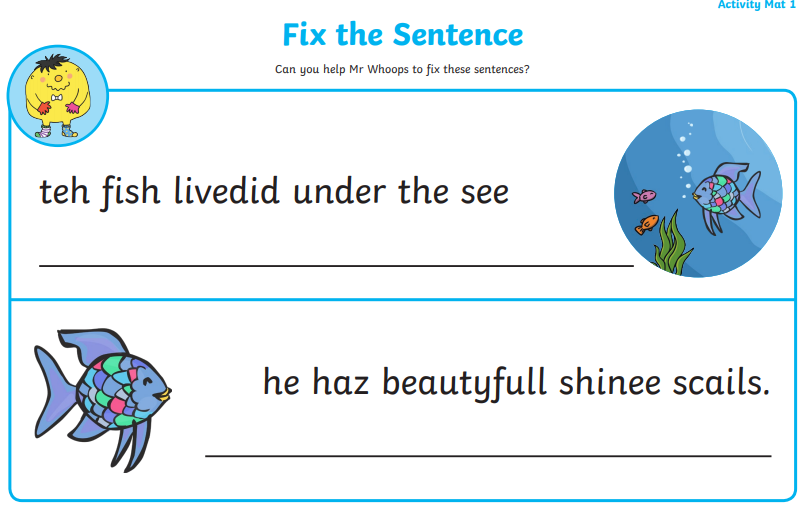 Activity Mat 1
Fix the Sentence
Can you help Mr Whoops to fix these sentences?
teh fish livedid under the see
he haz beautyfull shinee scails.